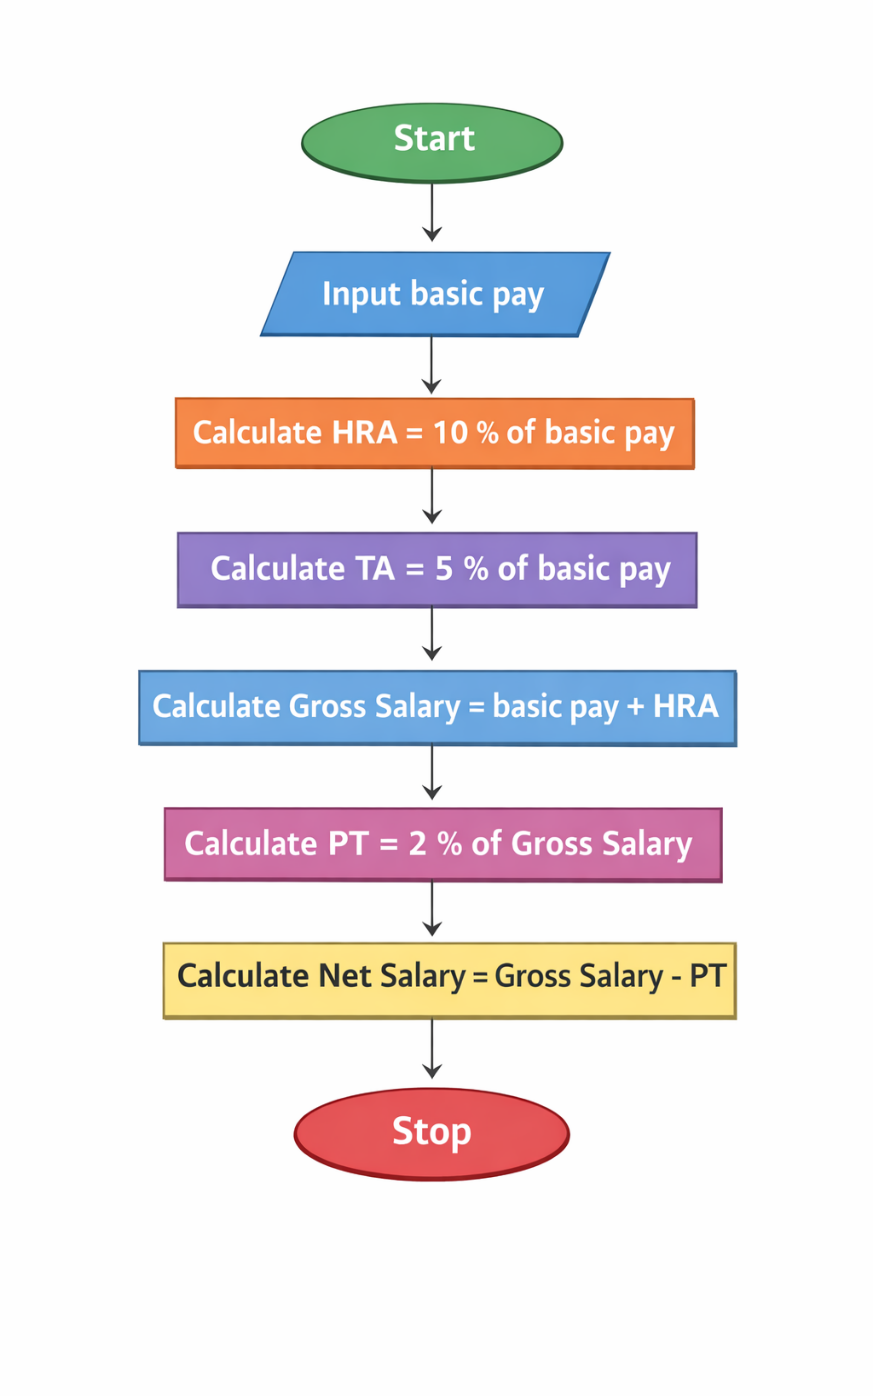 Start
Input basic pay
Calculate HRA = 10 % of basic pay
Calculate TA = 5 % of basic pay
Calculate Gross Salary = basic pay + HRA
Calculate PT = 2 % of Gross Salary
Calculate Net Salary = Gross Salary - PT
Stop